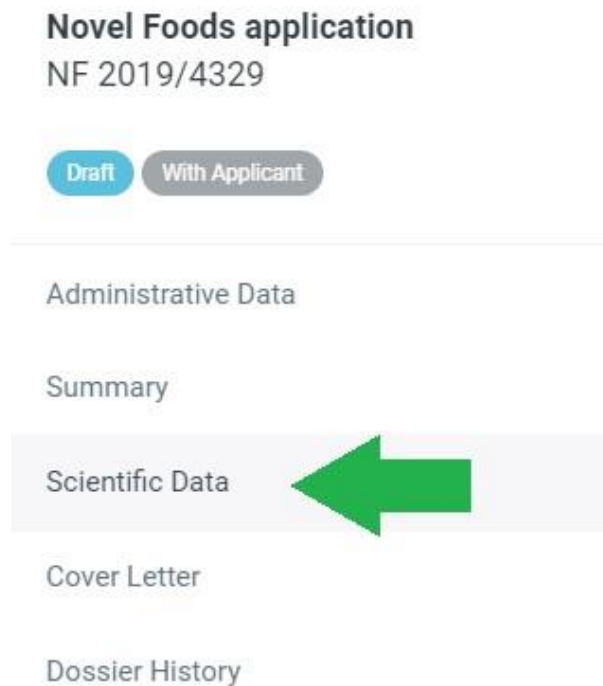 Novel Foods application
NF 2019/4329
Draft With Applicant
Administrative Data
Summary
Scientific Data
Cover Letter
Dossier History